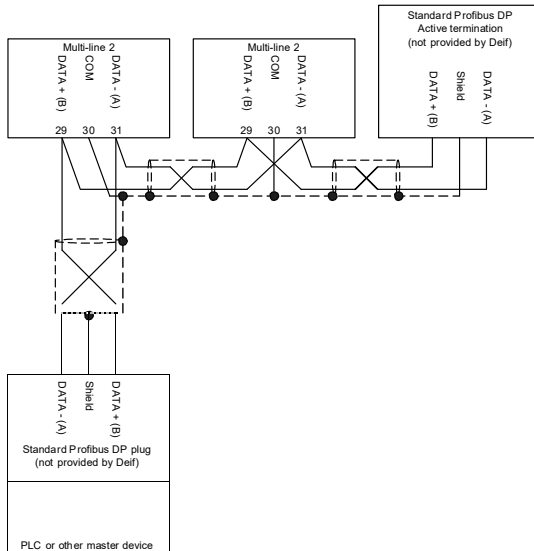 Multi-line 2
DATA + (B)
COM
DATA - (A)
29 30 31
Multi-line 2
DATA + (B)
COM
DATA - (A)
29 30 31
Standard Profibus DP
Active termination
(not provided by Deif)
DATA + (B)
Shield
DATA - (A)
DATA - (A)
Shield
DATA + (B)
Standard Profibus DP plug
(not provided by Deif)
PLC or other master device